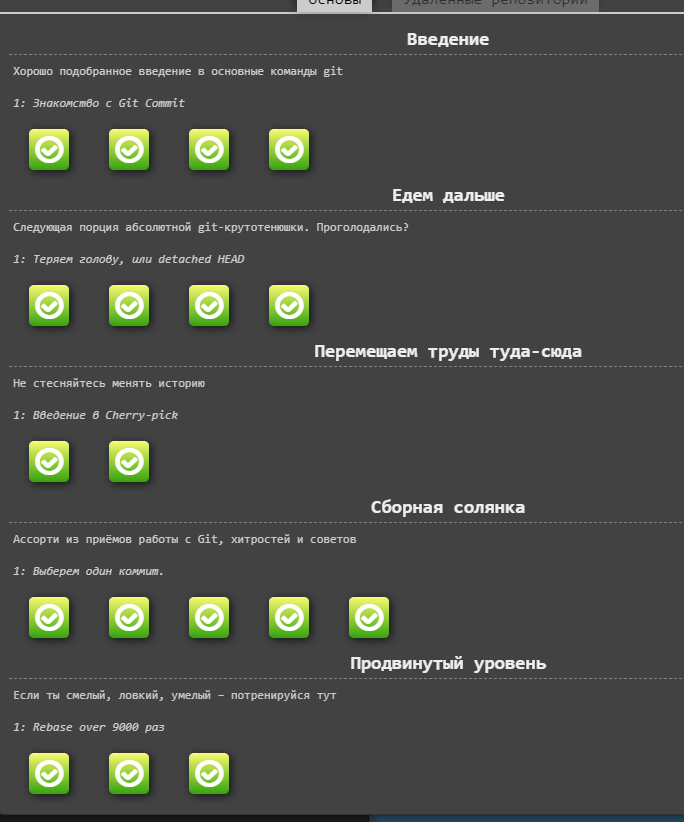 Основы Удаленные репозитории
Введение
Хорошо подобранное введение в основные команды git
1: Знакомство с Git Commit
Едем дальше
Следующая порция абсолютной git-крутотенюшки. Проголодались?
1: Теряем голову, или detached HEAD
Перемещаем труды туда-сюда
Не стесняйтесь менять историю
1: Введение в Cherry-pick
Сборная солянка
Ассорти из приёмов работы с Git, хитростей и советов
1: Выберем один коммит.
Продвинутый уровень
Если ты смелый, ловкий, умелый – потренируйся тут
1: Rebase over 9000 раз